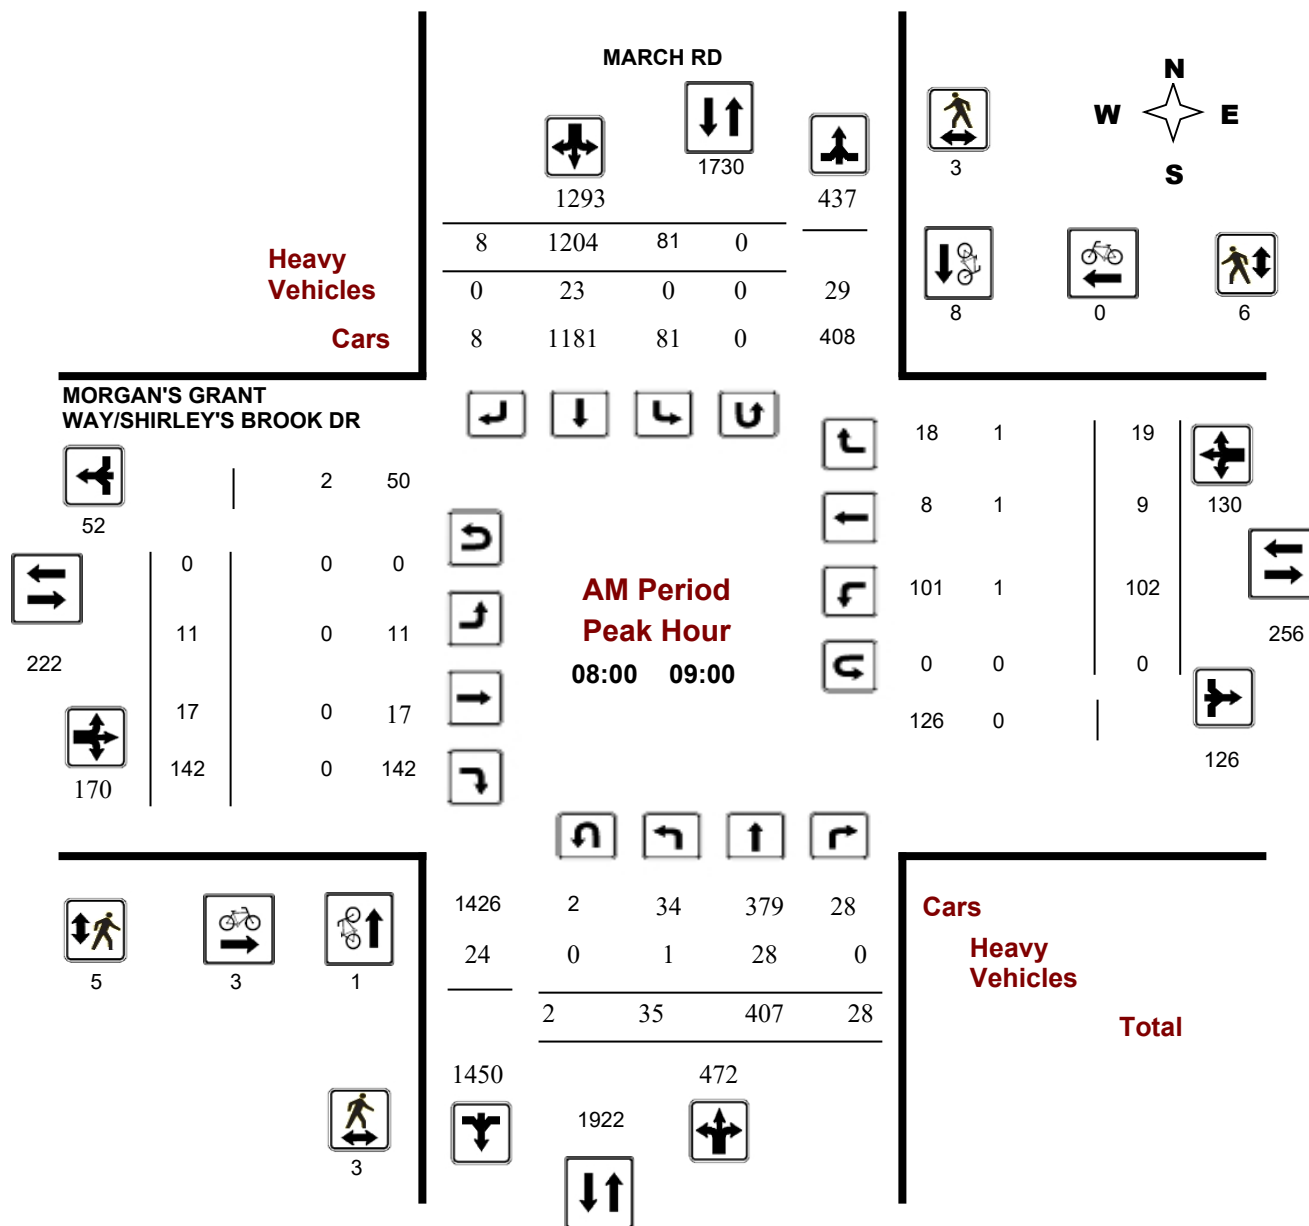 MARCH RD
N
W E
S
1730
3
1293
437
8 1204 81 0
Heavy
Vehicles
0 23 0 0 29
8 0 6
Cars
8 1181 81 0 408
MORGAN'S GRANT
WAY/SHIRLEY'S BROOK DR
18 1 19
2 50
8 1 9 130
52
0 0 0
AM Period
101 1 102
11 0 11
Peak Hour
256
222
08:00 09:00
0 0 0
17 0 17
126 0
142 0 142
126
170
1426 2 34 379 28
Cars
24 0 1 28 0
Heavy
Vehicles
5 3 1
2 35 407 28
Total
1450 472
1922
3